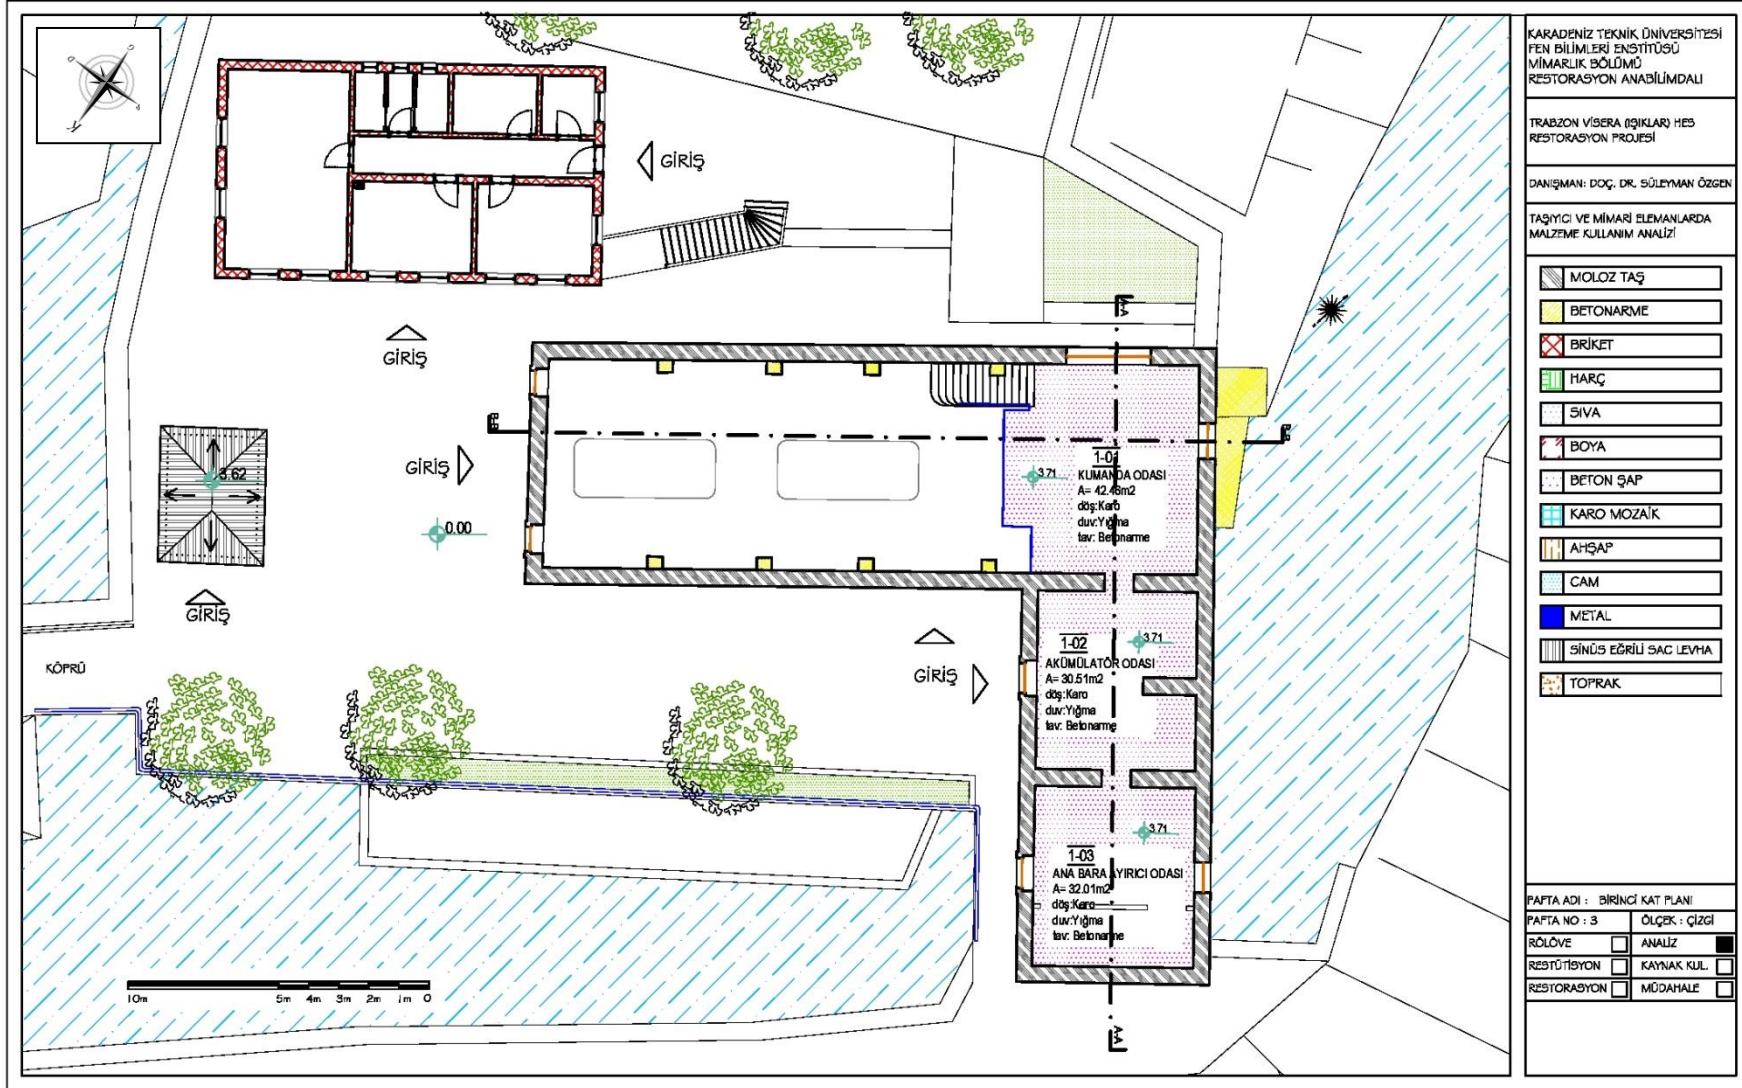 K
GİRİŞ
GİRİŞ
GİRİŞ
GİRİŞ
GİRİŞ
3.62
0.00
KÖPRÜ
A-A
B-B
B-B
A-A
3.71
1-01
KUMANDA ODASI
A= 42.48m2
döş:Karo
duv:Yığma
tav: Betonarme
3.71
1-02
AKÜMÜLATÖR ODASI
A= 30.51m2
döş:Karo
duv:Yığma
tav: Betonarme
3.71
1-03
ANA BARA AYIRICI ODASI
A= 32.01m2
döş:Karo
duv:Yığma
tav: Betonarme
10m 5m 4m 3m 2m 1m 0
KARADENİZ TEKNİK ÜNİVERSİTESİ
FEN BİLİMLERİ ENSTİTÜSÜ
MİMARLIK BÖLÜMÜ
RESTORASYON ANABİLİMDALI
TRABZON VİSERA (IŞIKLAR) HES
RESTORASYON PROJESİ
DANIŞMAN: DOÇ. DR. SÜLEYMAN ÖZGEN
TAŞIYICI VE MİMARİ ELEMANLARDA
MALZEME KULLANIM ANALİZİ
MOLOZ TAŞ
BETONARME
BRİKET
HARÇ
SIVA
BOYA
BETON ŞAP
KARO MOZAİK
AHŞAP
CAM
METAL
SİNÜS EĞRİLİ SAC LEVHA
TOPRAK
PAFTA ADI : BİRİNCİ KAT PLANI
PAFTA NO : 3 ÖLÇEK : ÇİZGİ
RÖLÖVE ANALİZ
RESTÜTİSYON KAYNAK KUL.
RESTORASYON MÜDAHALE